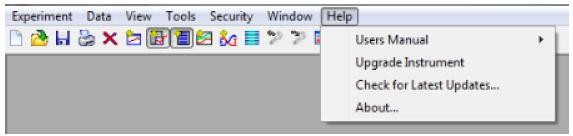 Experiment Data View Tools Security Window Help
Users Manual
Upgrade Instrument
Check for Latest Updates...
About...